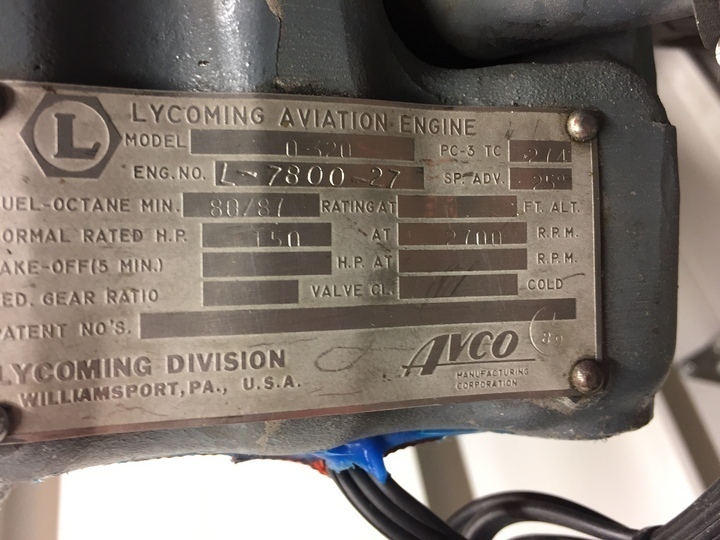 L
LYCOMING AVIATION ENGINE
MODEL O-320 PC-3 TC 274
ENG.NO. L-7800-27 SP. ADV. 25°
UEL-OCTANE MIN. 80/87 RATING AT FT. ALT.
ORMAL RATED H.P. 150 AT 2700 R.P.M.
AKE-OFF(5 MIN.) H.P. AT R.P.M.
ED. GEAR RATIO VALVE CL. COLD
PATENT NO'S.
LYCOMING DIVISION
WILLIAMSPORT, PA., U.S.A.
AVCO
MANUFACTURING
CORPORATION